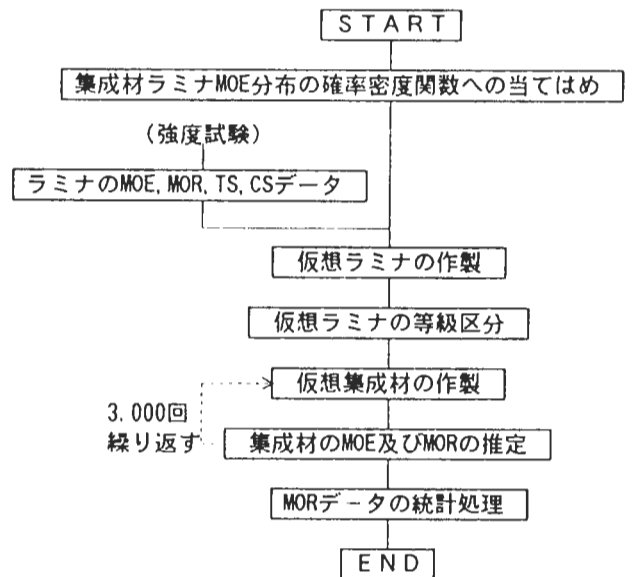 START
集成材ラミナMOE分布の確率密度関数への当てはめ
(強度試験)
ラミナのMOE, MOR, TS, CSデータ
仮想ラミナの作製
仮想ラミナの等級区分
仮想集成材の作製
3,000回
繰り返す
集成材のMOE及びMORの推定
MORデータの統計処理
END